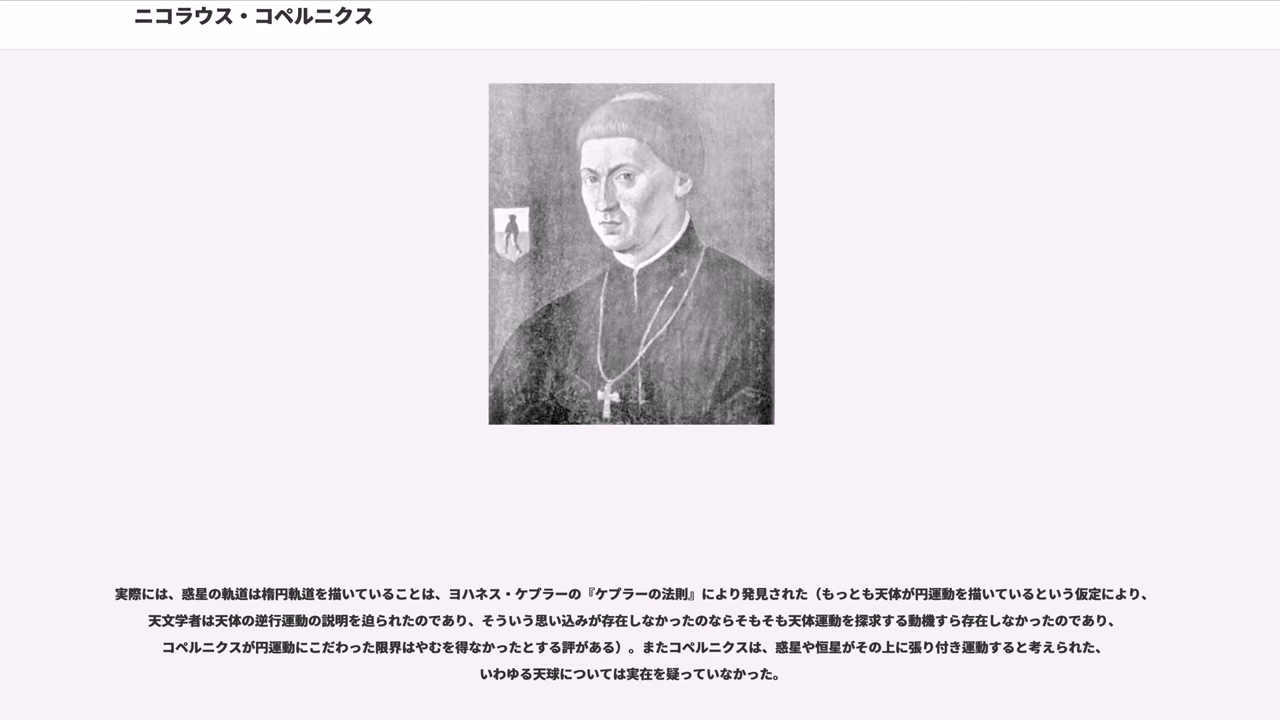 ニコラウス・コペルニクス
実際には、惑星の軌道は楕円軌道を描いていることは、ヨハネス・ケプラーの『ケプラーの法則』により発見された（もっとも天体が円運動を描いているという仮定により、
天文学者は天体の逆行運動の説明を迫られたのであり、そういう思い込みが存在しなかったのならそもそも天体運動を探求する動機すら存在しなかったのであり、
コペルニクスが円運動にこだわった限界はやむを得なかったとする評がある）。またコペルニクスは、惑星や恒星がその上に張り付き運動すると考えられた、
いわゆる天球については実在を疑っていなかった。